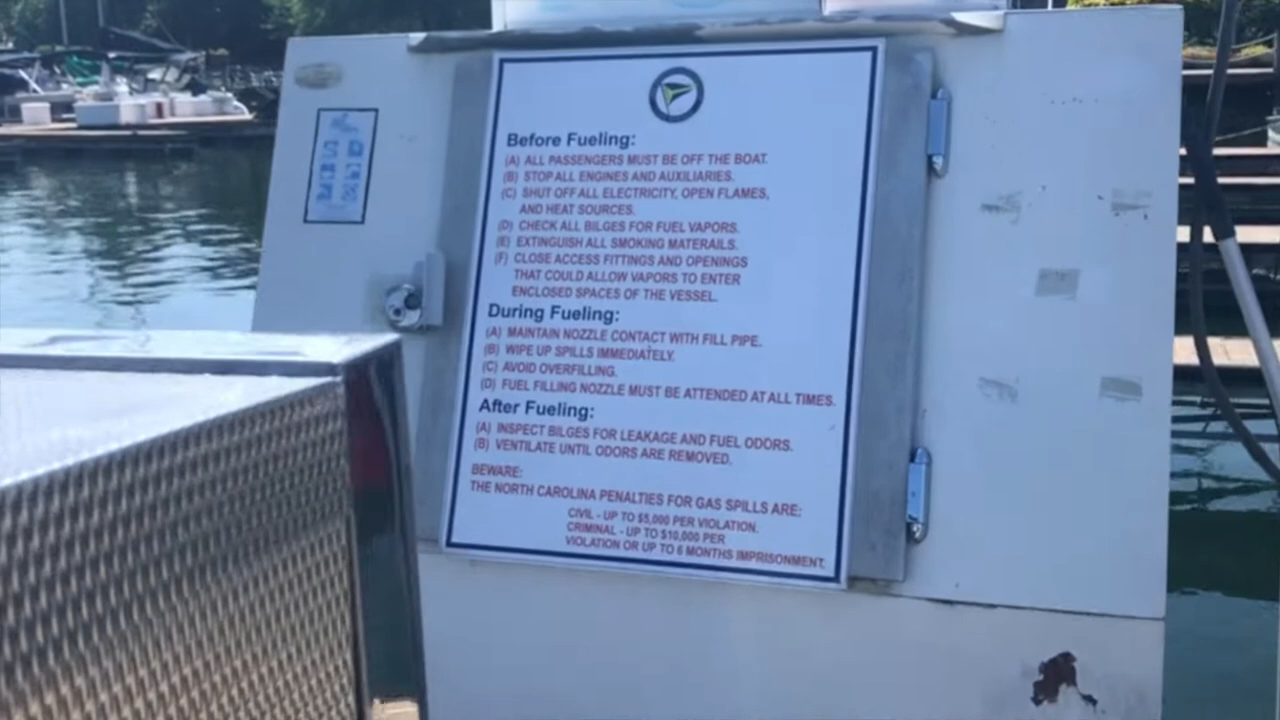 Before Fueling:
(A) ALL PASSENGERS MUST BE OFF THE BOAT.
(B) STOP ALL ENGINES AND AUXILIARIES.
(C) SHUT OFF ALL ELECTRICITY, OPEN FLAMES,
AND HEAT SOURCES.
(D) CHECK ALL BILGES FOR FUEL VAPORS.
(E) EXTINGUISH ALL SMOKING MATERAILS.
(F) CLOSE ACCESS FITTINGS AND OPENINGS
THAT COULD ALLOW VAPORS TO ENTER
ENCLOSED SPACES OF THE VESSEL.
During Fueling:
(A) MAINTAIN NOZZLE CONTACT WITH FILL PIPE.
(B) WIPE UP SPILLS IMMEDIATELY.
(C) AVOID OVERFILLING.
(D) FUEL FILLING NOZZLE MUST BE ATTENDED AT ALL TIMES.
After Fueling:
(A) INSPECT BILGES FOR LEAKAGE AND FUEL ODORS.
(B) VENTILATE UNTIL ODORS ARE REMOVED.
BEWARE:
THE NORTH CAROLINA PENALTIES FOR GAS SPILLS ARE:
CIVIL - UP TO $5,000 PER VIOLATION.
CRIMINAL - UP TO $10,000 PER
VIOLATION OR UP TO 6 MONTHS IMPRISONMENT.